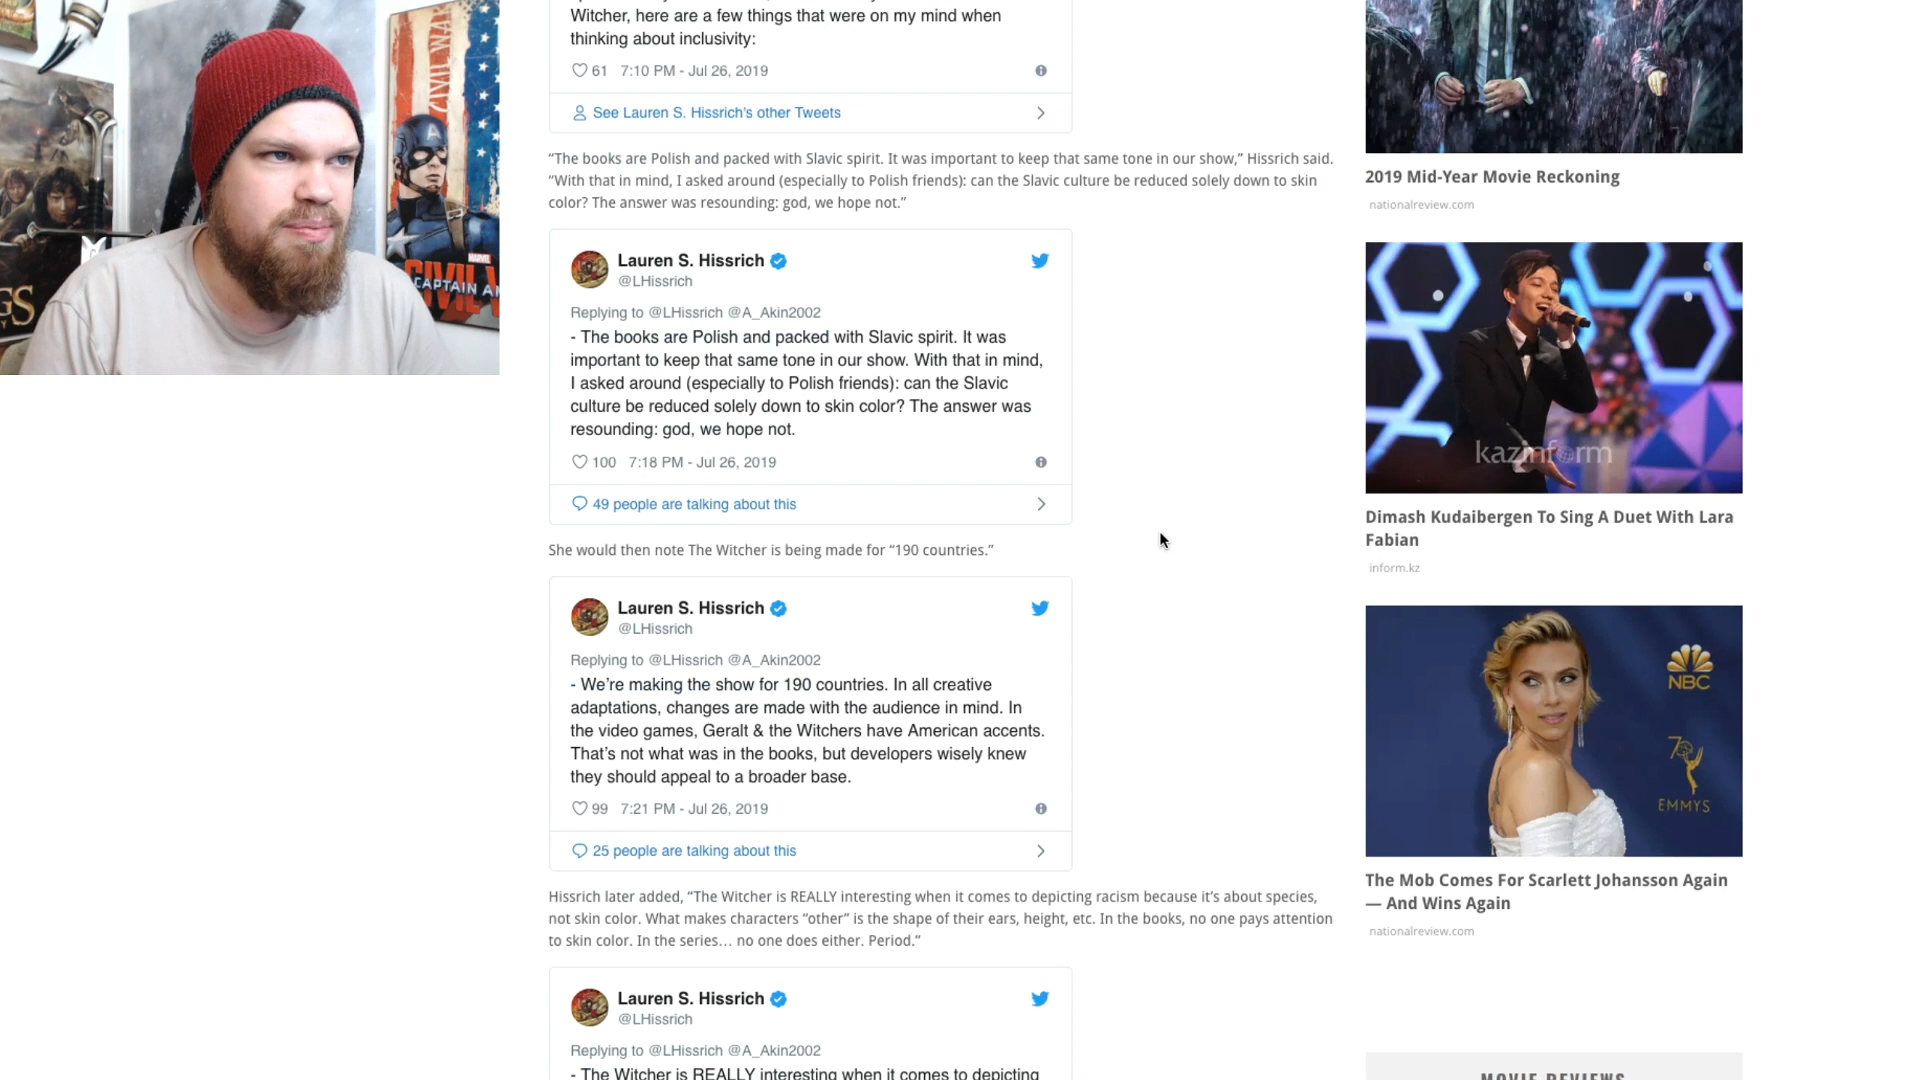 Witcher, here are a few things that were on my mind when
thinking about inclusivity:
61 7:10 PM - Jul 26, 2019
See Lauren S. Hissrich's other Tweets
“The books are Polish and packed with Slavic spirit. It was important to keep that same tone in our show,” Hissrich said.
“With that in mind, I asked around (especially to Polish friends): can the Slavic culture be reduced solely down to skin
color? The answer was resounding: god, we hope not.”
Lauren S. Hissrich
@LHissrich
Replying to @LHissrich @A_Akin2002
- The books are Polish and packed with Slavic spirit. It was
important to keep that same tone in our show. With that in mind,
I asked around (especially to Polish friends): can the Slavic
culture be reduced solely down to skin color? The answer was
resounding: god, we hope not.
100 7:18 PM - Jul 26, 2019
49 people are talking about this
She would then note The Witcher is being made for “190 countries.”
Lauren S. Hissrich
@LHissrich
Replying to @LHissrich @A_Akin2002
- We’re making the show for 190 countries. In all creative
adaptations, changes are made with the audience in mind. In
the video games, Geralt & the Witchers have American accents.
That’s not what was in the books, but developers wisely knew
they should appeal to a broader base.
99 7:21 PM - Jul 26, 2019
25 people are talking about this
Hissrich later added, “The Witcher is REALLY interesting when it comes to depicting racism because it’s about species,
not skin color. What makes characters “other” is the shape of their ears, height, etc. In the books, no one pays attention
to skin color. In the series… no one does either. Period.”
Lauren S. Hissrich
@LHissrich
Replying to @LHissrich @A_Akin2002
- The Witcher is REALLY interesting when it comes to depicting
2019 Mid-Year Movie Reckoning
nationalreview.com
kazinform
Dimash Kudaibergen To Sing A Duet With Lara
Fabian
inform.kz
NBC
70
EMMYS
The Mob Comes For Scarlett Johansson Again
— And Wins Again
nationalreview.com
MOVIE REVIEWS
CIVIL WAR
MARVEL
CAPTAIN A
CIVIL
GS